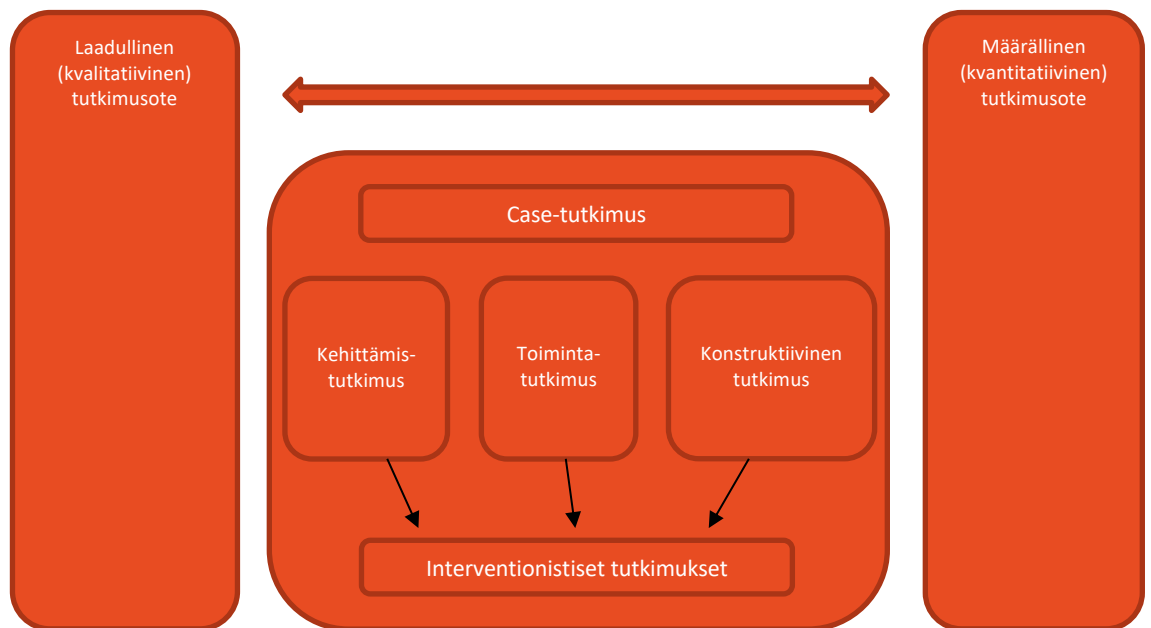 Laadullinen
(kvalitatiivinen)
tutkimusote
Määrällinen
(kvantitatiivinen)
tutkimusote
Case-tutkimus
Kehittämis-
tutkimus
Toiminta-
tutkimus
Konstruktiivinen
tutkimus
Interventionistiset tutkimukset